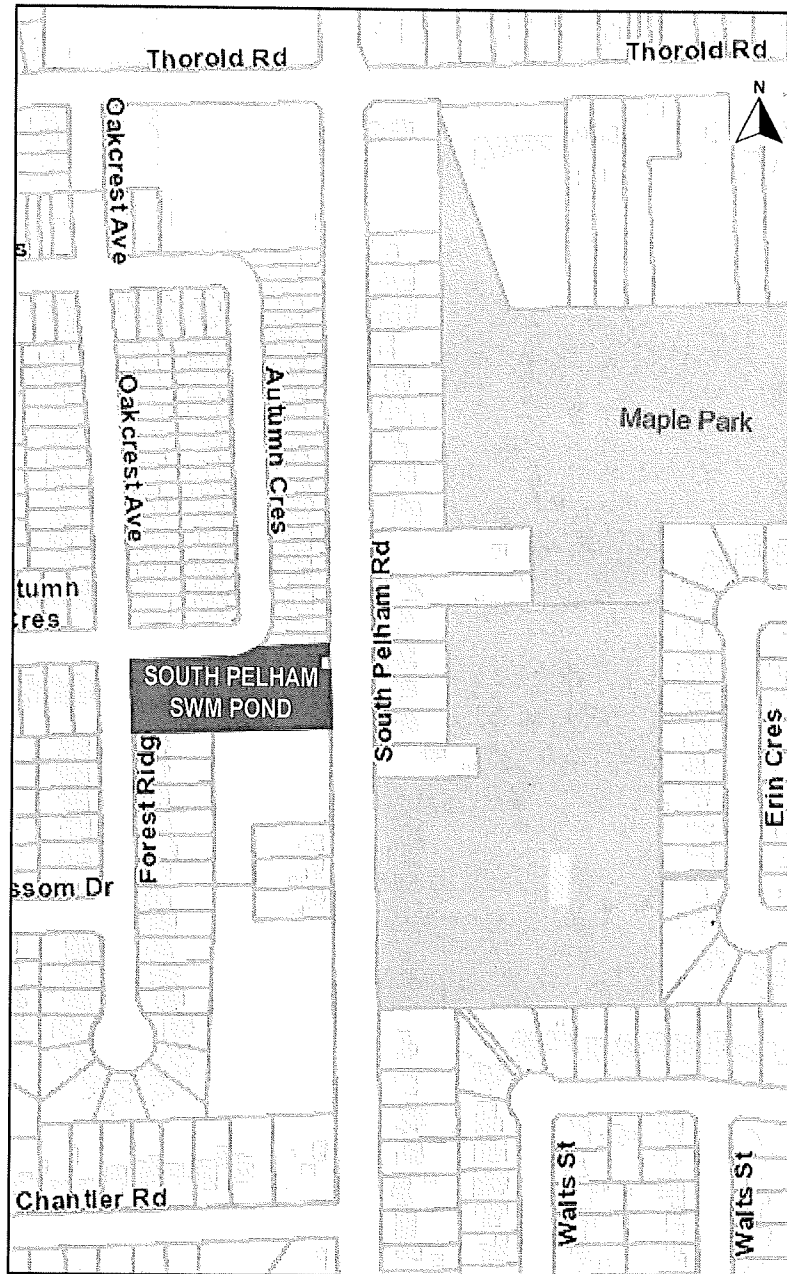 Thorold Rd
Thorold Rd
N
Oakcrest Ave
s
Oakcrest Ave
Autumn Cres
Maple Park
South Pelham Rd
tumn
Cres
SOUTH PELHAM
SWM POND
Forest Ridg
Erin Cres
ssom Dr
Chantler Rd
Walts St
Walts St